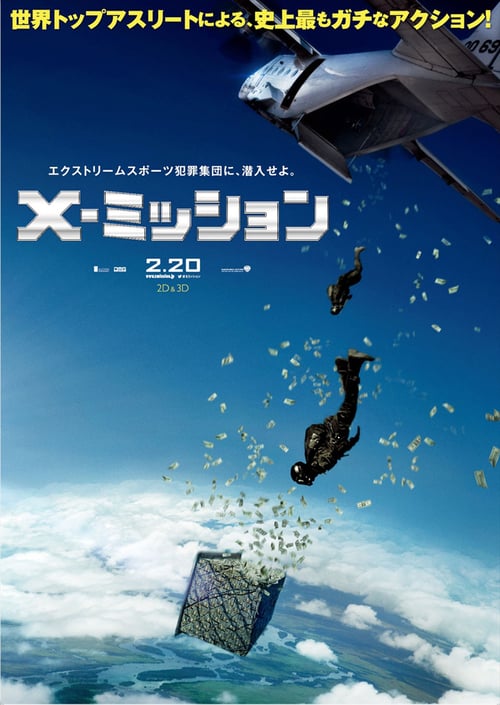 世界トップアスリートによる、史上最もガチなアクション!
エクストリームスポーツ犯罪集団に、潜入せよ。
X-ミッション
2.20
2D&3D